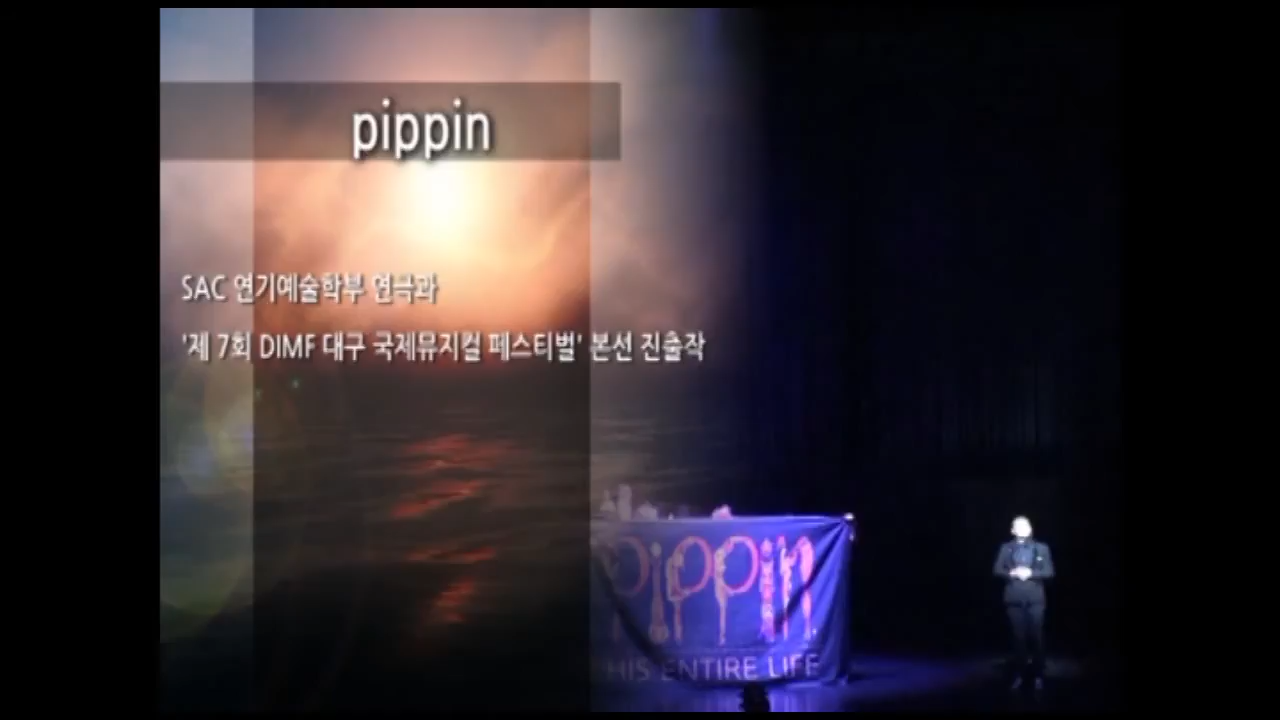 pippin
SAC 연기예술학부 연극과
'제 7회 DIMF 대구 국제뮤지컬 페스티벌' 본선 진출작
PIPPIN
HIS ENTIRE LIFE